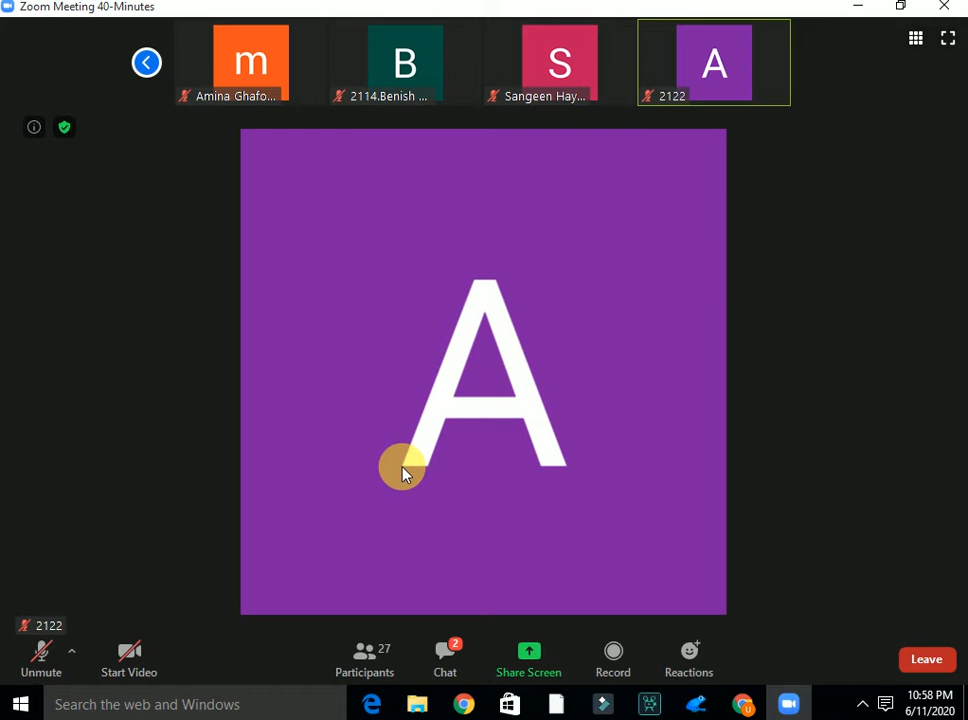 Zoom Meeting 40-Minutes
m
B
S
A
Amina Ghafo...
2114.Benish ...
Sangeen Hay...
2122
A
2122
27
2
Unmute
Start Video
Participants
Chat
Share Screen
Record
Reactions
Leave
Search the web and Windows
10:58 PM
6/11/2020